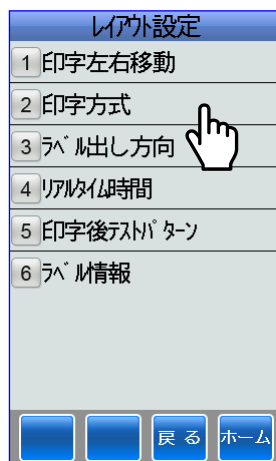 レイアウト設定
1 印字左右移動
2 印字方式
3 ラベル出し方向
4 リアルタイム時間
5 印字後テストパターン
6 ラベル情報
戻る ホーム